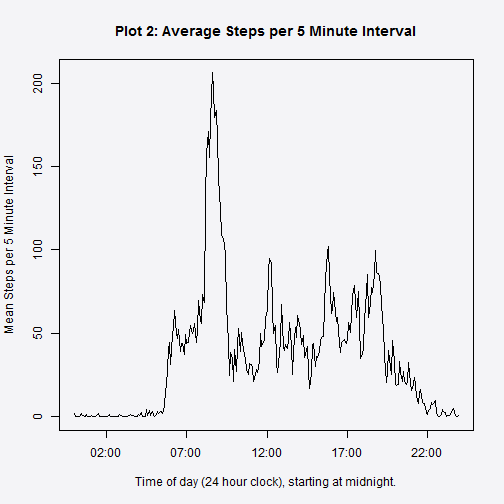 Plot 2: Average Steps per 5 Minute Interval
Mean Steps per 5 Minute Interval
200
150
100
50
0
02:00 07:00 12:00 17:00 22:00
Time of day (24 hour clock), starting at midnight.